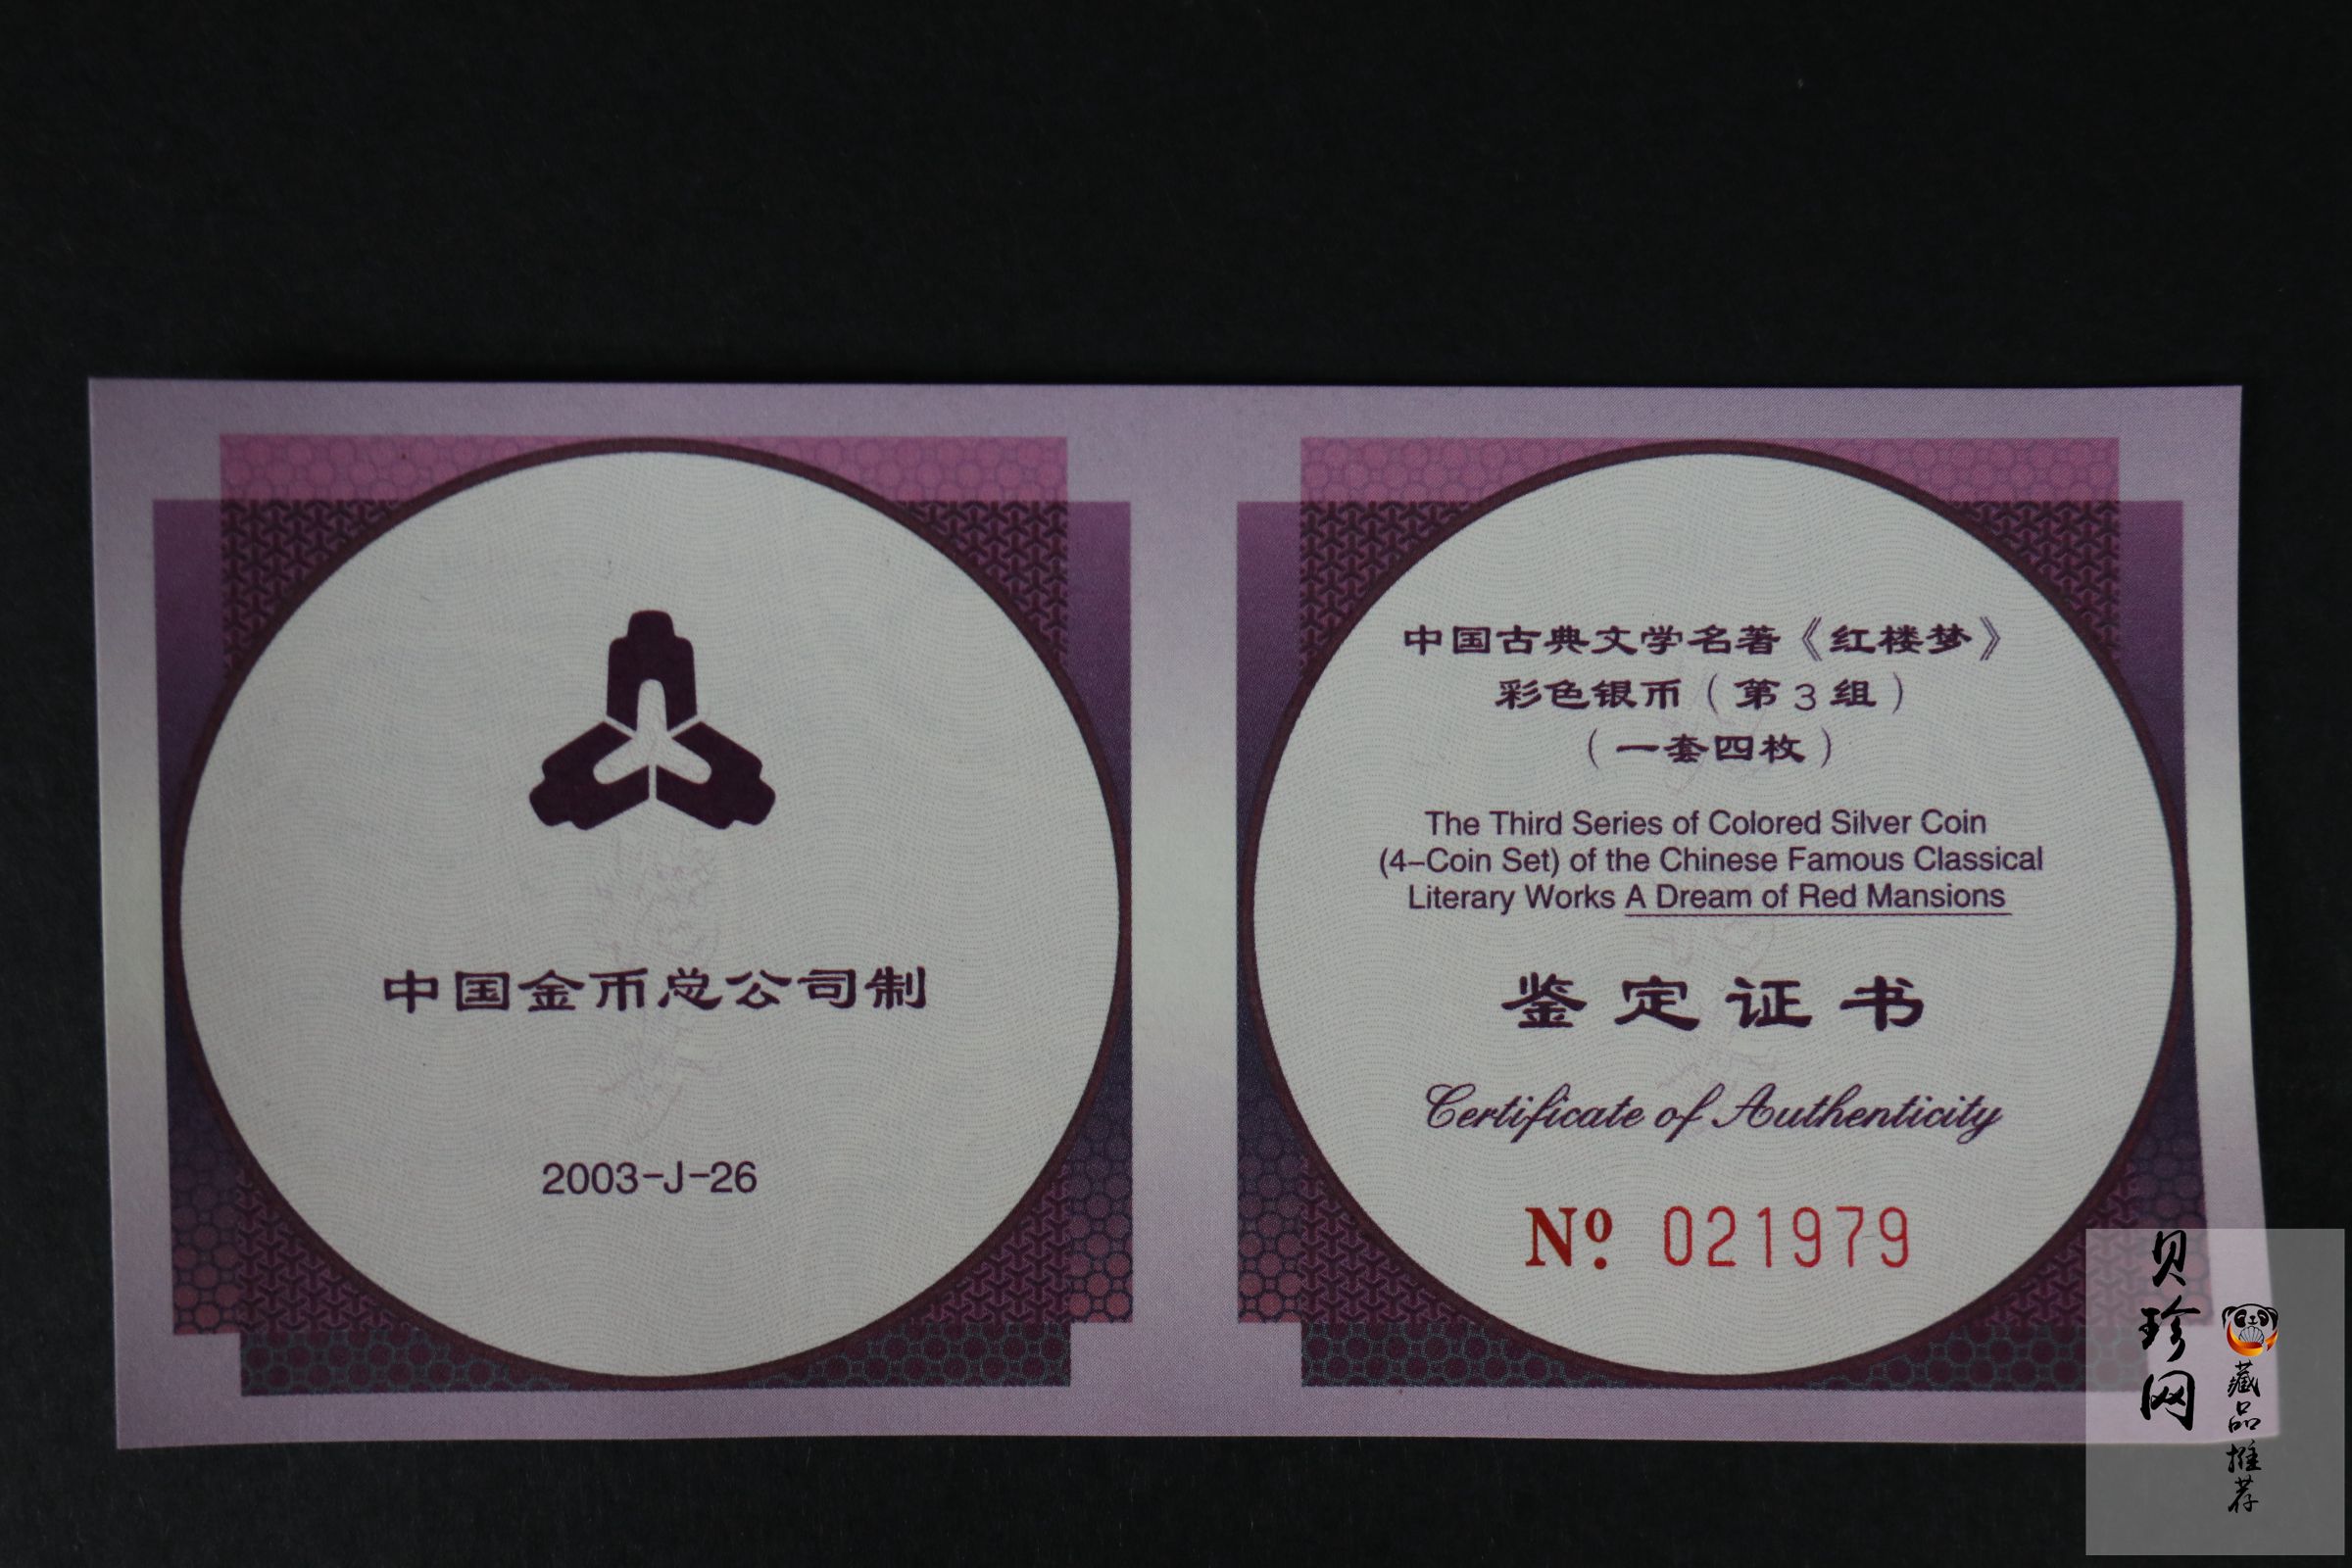 中国金币总公司制
2003-J-26
中国古典文学名著《红楼梦》
彩色银币(第3组)
(一套四枚)
The Third Series of Colored Silver Coin
(4-Coin Set) of the Chinese Famous Classical
Literary Works A Dream of Red Mansions
鉴定证书
Certificate of Authenticity
Nº 021979
贝珍网
藏品推荐